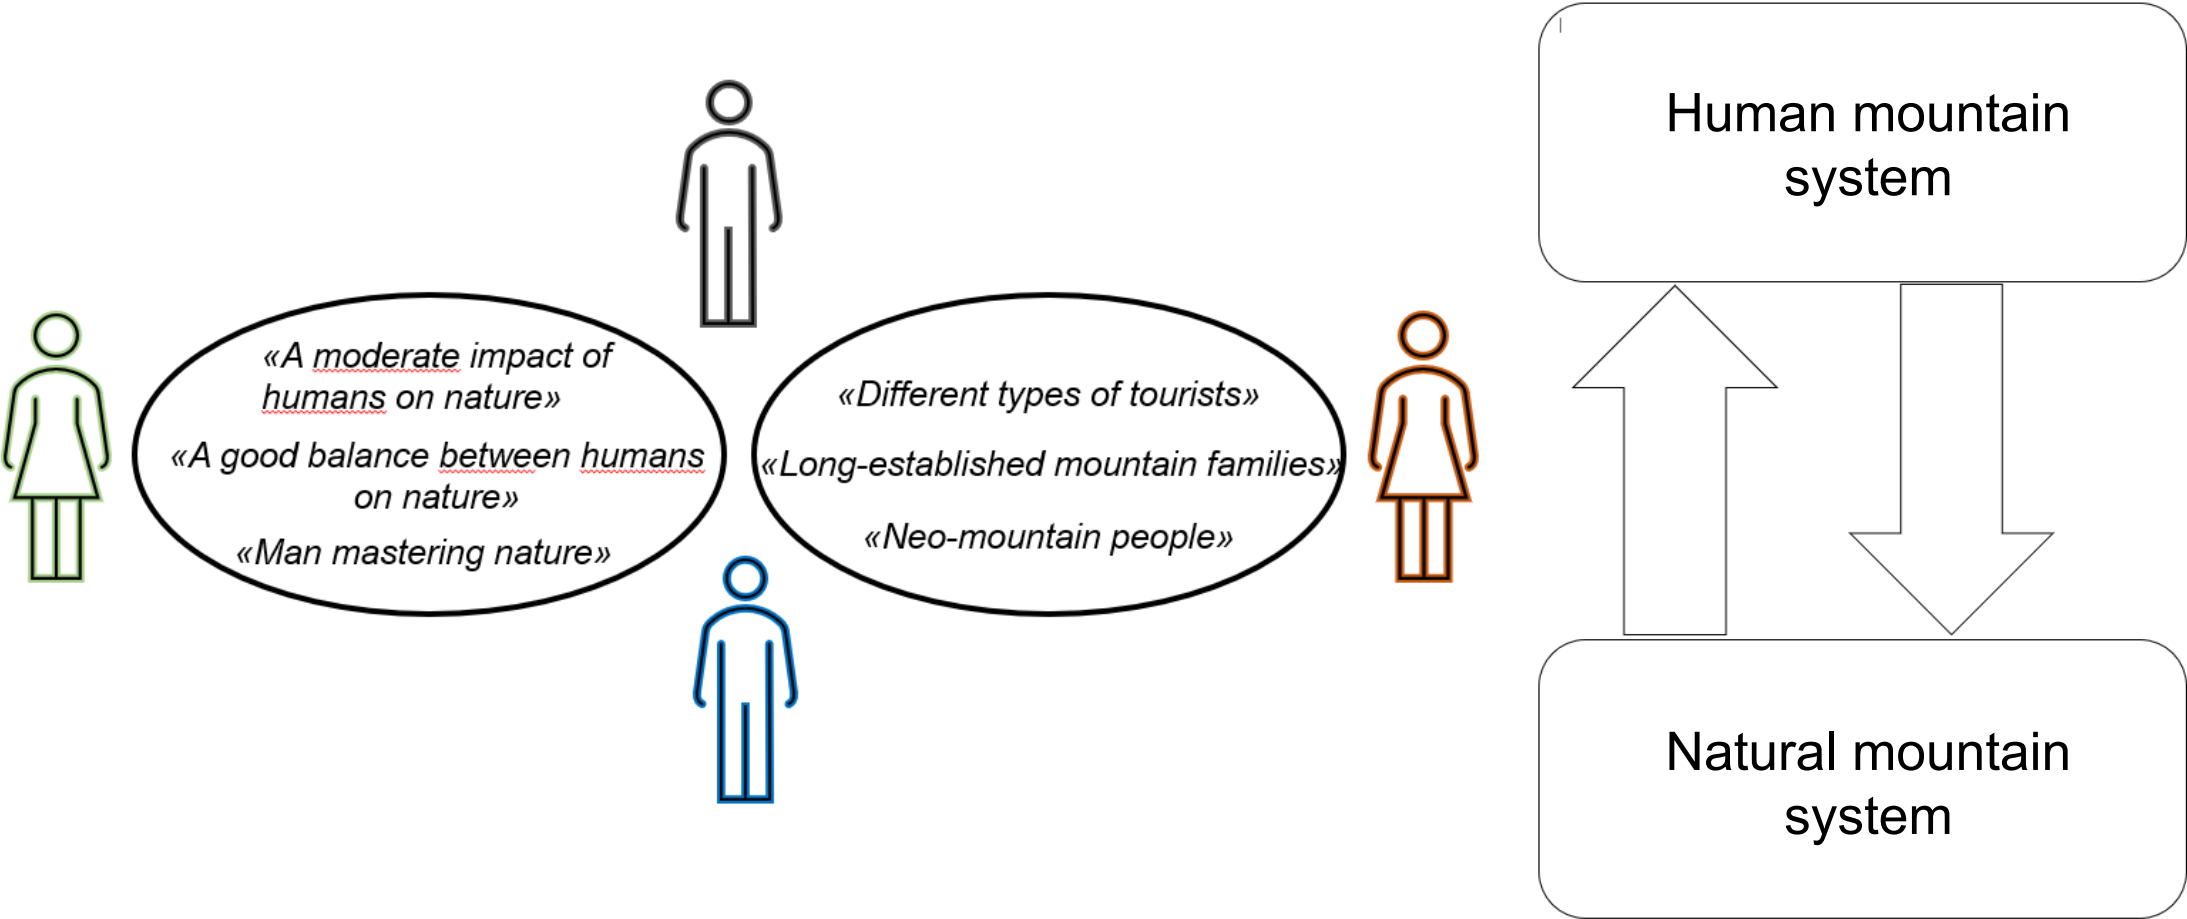 «A moderate impact of
humans on nature»
«A good balance between humans
on nature»
«Man mastering nature»
«Different types of tourists»
«Long-established mountain families»
«Neo-mountain people»
Human mountain
system
Natural mountain
system